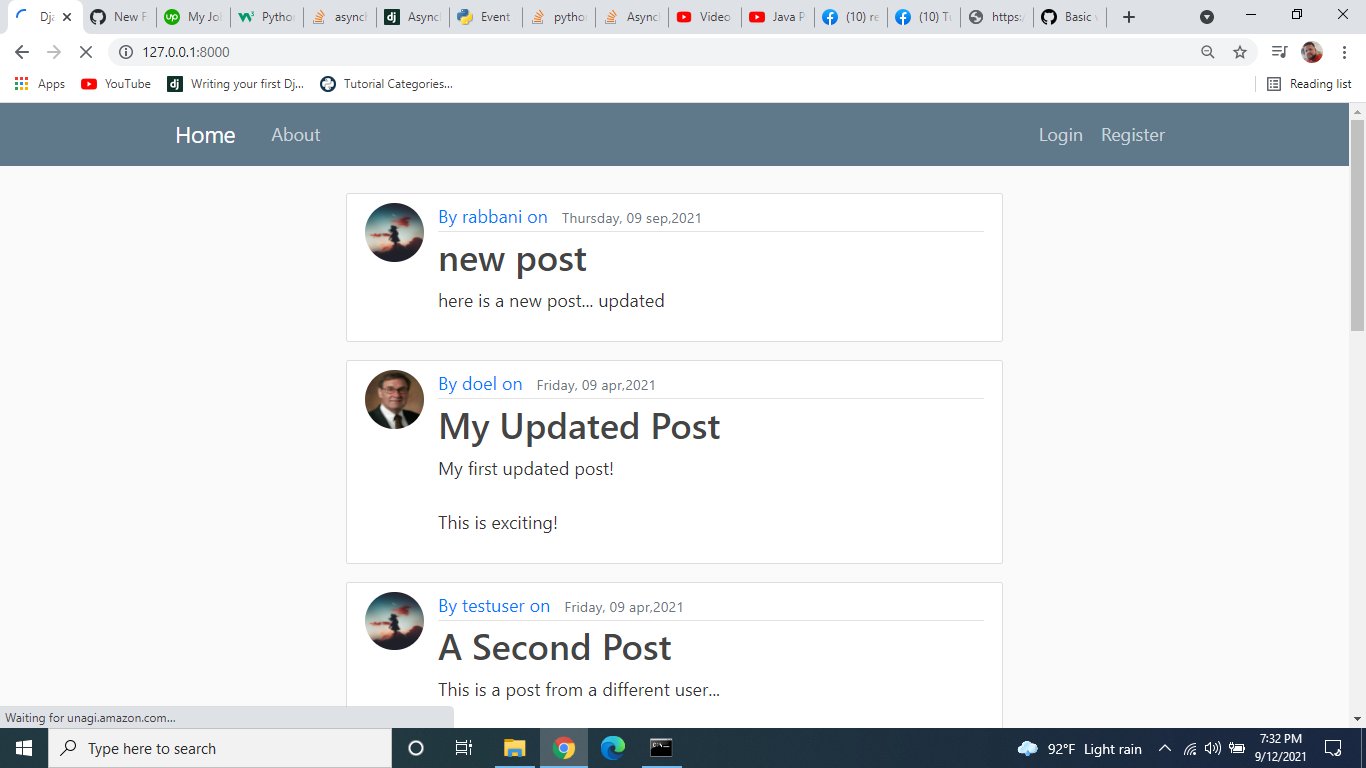 Dja
New F
My Jo
Pytho
asynch
Async
Event
python
Async
Video
Java P
(10) re
(10) Tu
https:/
Basic v
127.0.0.1:8000
Apps
YouTube
Writing your first Dj...
Tutorial Categories...
Reading list
Home
About
Login
Register
By rabbani on Thursday, 09 sep,2021
new post
here is a new post... updated
By doel on Friday, 09 apr,2021
My Updated Post
My first updated post!
This is exciting!
By testuser on Friday, 09 apr,2021
A Second Post
This is a post from a different user...
Waiting for unagi.amazon.com...
Type here to search
92°F Light rain
7:32 PM
9/12/2021